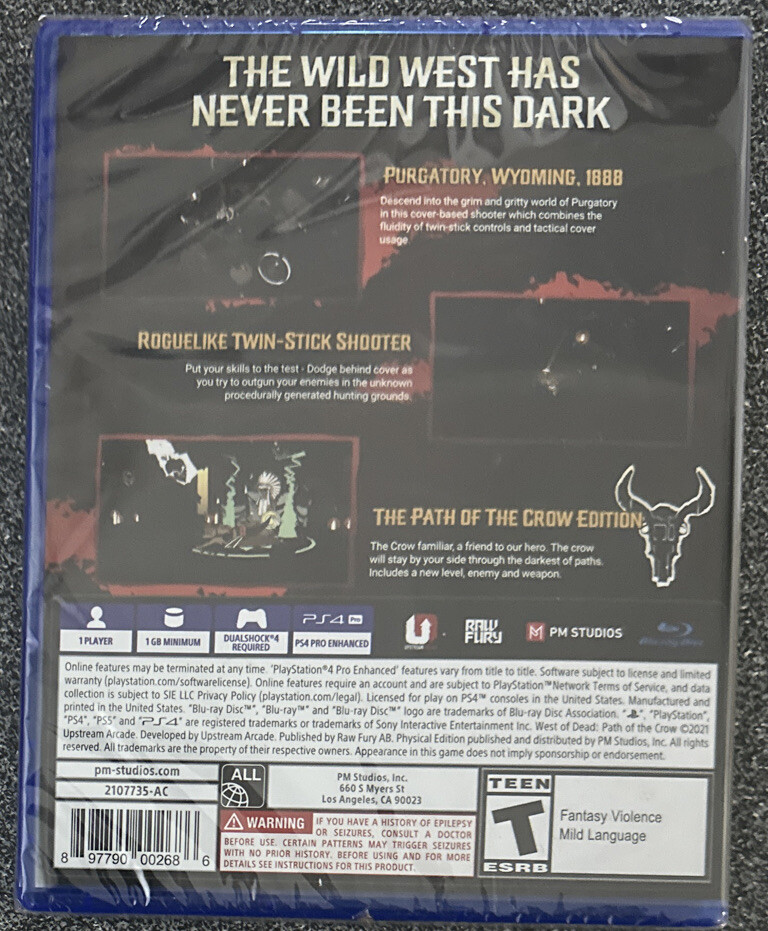 THE WILD WEST HAS
NEVER BEEN THIS DARK
PURGATORY, WYOMING, 1888
Descend into the grim and gritty world of Purgatory
in this cover-based shooter which combines the
fluidity of twin-stick controls and tactical cover
usage
ROGUELIKE TWIN-STICK SHOOTER
Put your skills to the test - Dodge behind cover as
you try to outgun your enemies in the unknown
procedurally generated hunting grounds.
THE PATH OF THE CROW EDITION
The Crow familiar, a friend to our hero. The crow
will stay by your side through the darkest of paths.
Includes a new level, enemy and weapon.
1 PLAYER
1 GB MINIMUM
DUALSHOCK®4
REQUIRED
PS4 Pro
PS4 PRO ENHANCED
RAW
FURY
PM STUDIOS
Blu-ray Disc
Online features may be terminated at any time. 'PlayStation®4 Pro Enhanced' features vary from title to title. Software subject to license and limited
warranty (playstation.com/softwarelicense). Online features require an account and are subject to PlayStation™Network Terms of Service, and data
collection is subject to SIE LLC Privacy Policy (playstation.com/legal). Licensed for play on PS4™ consoles in the United States. Manufactured and
printed in the United States. "Blu-ray Disc™", "Blu-ray™" and "Blu-ray Disc™" logo are trademarks of Blu-ray Disc Association. "", "PlayStation",
"PS4", "PS5" and "PS4" are registered trademarks or trademarks of Sony Interactive Entertainment Inc. West of Dead: Path of the Crow ©2021
Upstream Arcade. Developed by Upstream Arcade. Published by Raw Fury AB. Physical Edition published and distributed by PM Studios, Inc. All rights
reserved. All trademarks are the property of their respective owners. Appearance in this game does not imply sponsorship or endorsement.
pm-studios.com
2107735-AC
8 97790 00268 6
ALL
PM Studios, Inc.
660 S Myers St
Los Angeles, CA 90023
WARNING IF YOU HAVE A HISTORY OF EPILEPSY
OR SEIZURES, CONSULT A DOCTOR
BEFORE USE. CERTAIN PATTERNS MAY TRIGGER SEIZURES
WITH NO PRIOR HISTORY. BEFORE USING AND FOR MORE
DETAILS SEE INSTRUCTIONS FOR THIS PRODUCT.
TEEN
T
ESRB
Fantasy Violence
Mild Language